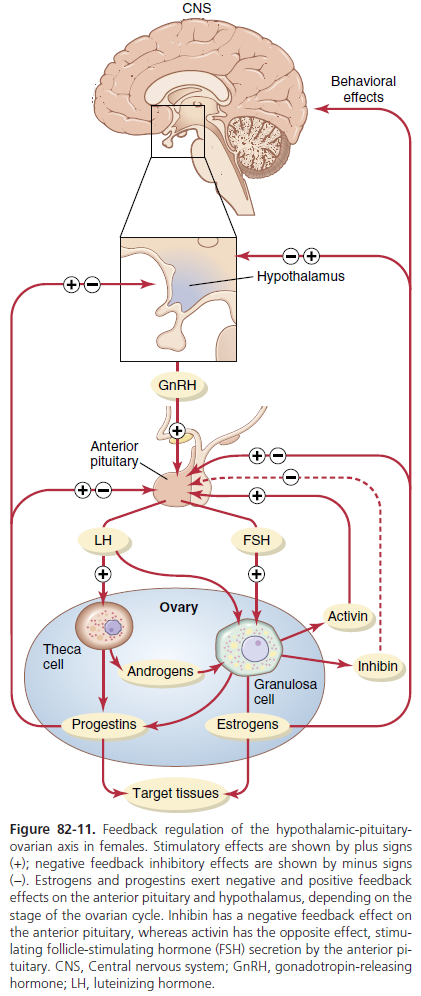 CNS
Behavioral
effects
Hypothalamus
GnRH
Anterior
pituitary
LH
FSH
Ovary
Activin
Theca
cell
Androgens
Inhibin
Granulosa
cell
Progestins
Estrogens
Target tissues
Figure 82-11. Feedback regulation of the hypothalamic-pituitary-
ovarian axis in females. Stimulatory effects are shown by plus signs
(+); negative feedback inhibitory effects are shown by minus signs
(−). Estrogens and progestins exert negative and positive feedback
effects on the anterior pituitary and hypothalamus, depending on the
stage of the ovarian cycle. Inhibin has a negative feedback effect on
the anterior pituitary, whereas activin has the opposite effect, stimu-
lating follicle-stimulating hormone (FSH) secretion by the anterior pi-
tuitary. CNS, Central nervous system; GnRH, gonadotropin-releasing
hormone; LH, luteinizing hormone.